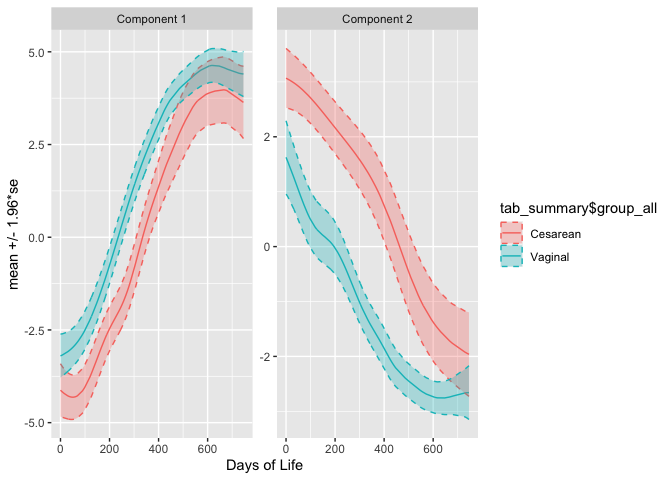 Component 1
Component 2
mean +/- 1.96*se
5.0
2.5
0.0
-2.5
-5.0
2
0
-2
0
200
400
600
0
200
400
600
Days of Life
tab_summary$group_all
Cesarean
Vaginal